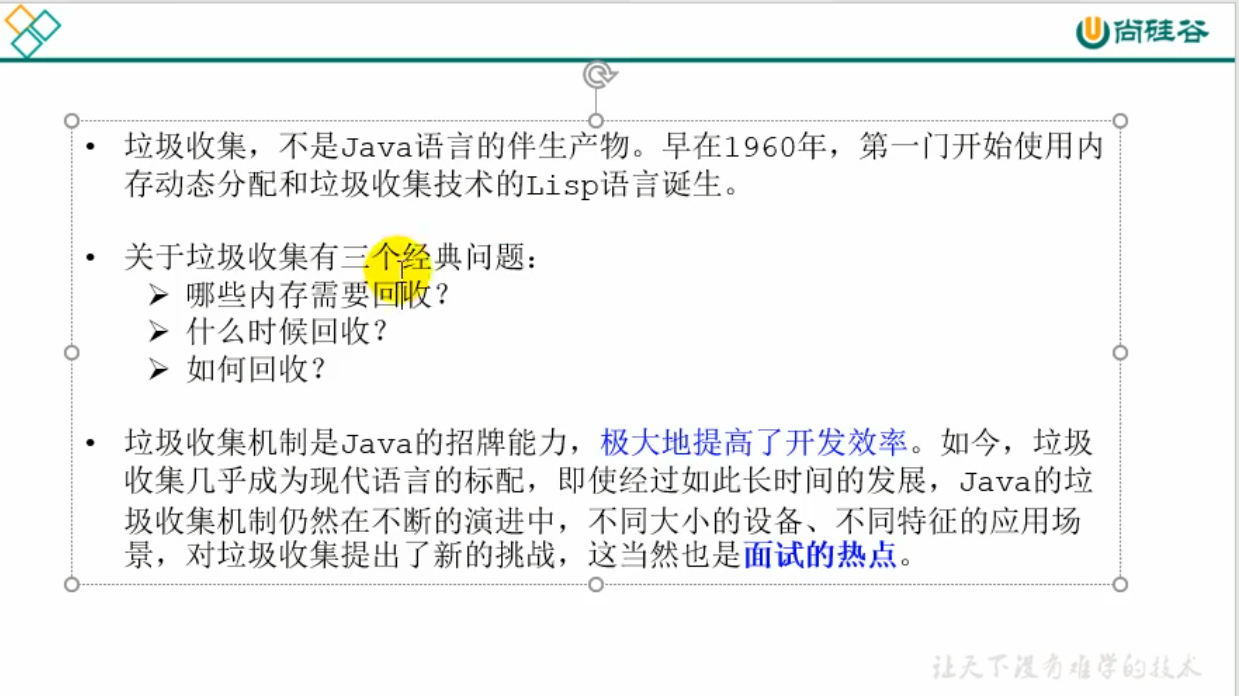 尚硅谷
• 垃圾收集，不是Java语言的伴生产物。早在1960年，第一门开始使用内
存动态分配和垃圾收集技术的Lisp语言诞生。
• 关于垃圾收集有三个经典问题：
➢ 哪些内存需要回收？
➢ 什么时候回收？
➢ 如何回收？
• 垃圾收集机制是Java的招牌能力，极大地提高了开发效率。如今，垃圾
收集几乎成为现代语言的标配，即使经过如此长时间的发展，Java的垃
圾收集机制仍然在不断的演进中，不同大小的设备、不同特征的应用场
景，对垃圾收集提出了新的挑战，这当然也是面试的热点。
让天下没有难学的技术